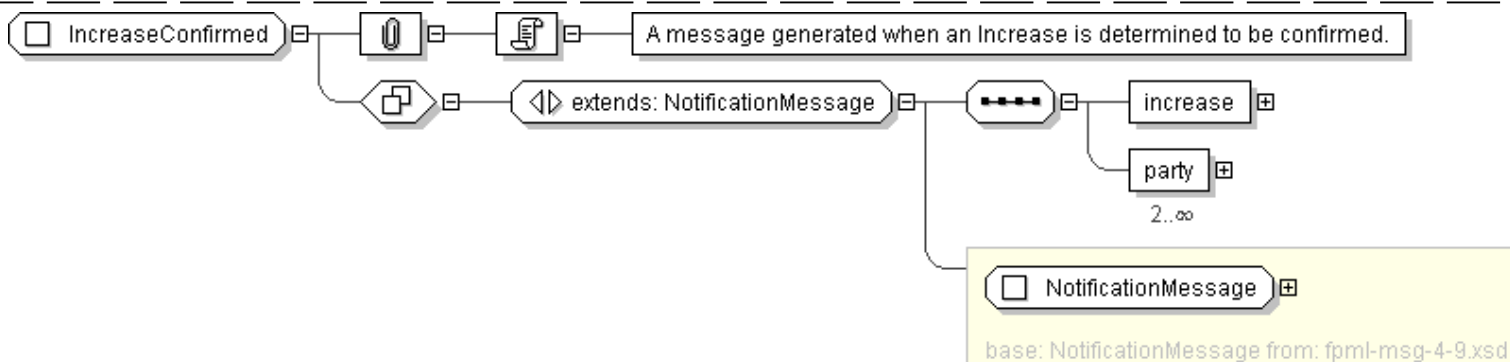 IncreaseConfirmed
A message generated when an Increase is determined to be confirmed.
extends: NotificationMessage
increase
party
2..∞
NotificationMessage
base: NotificationMessage from: fpml-msg-4-9.xsd